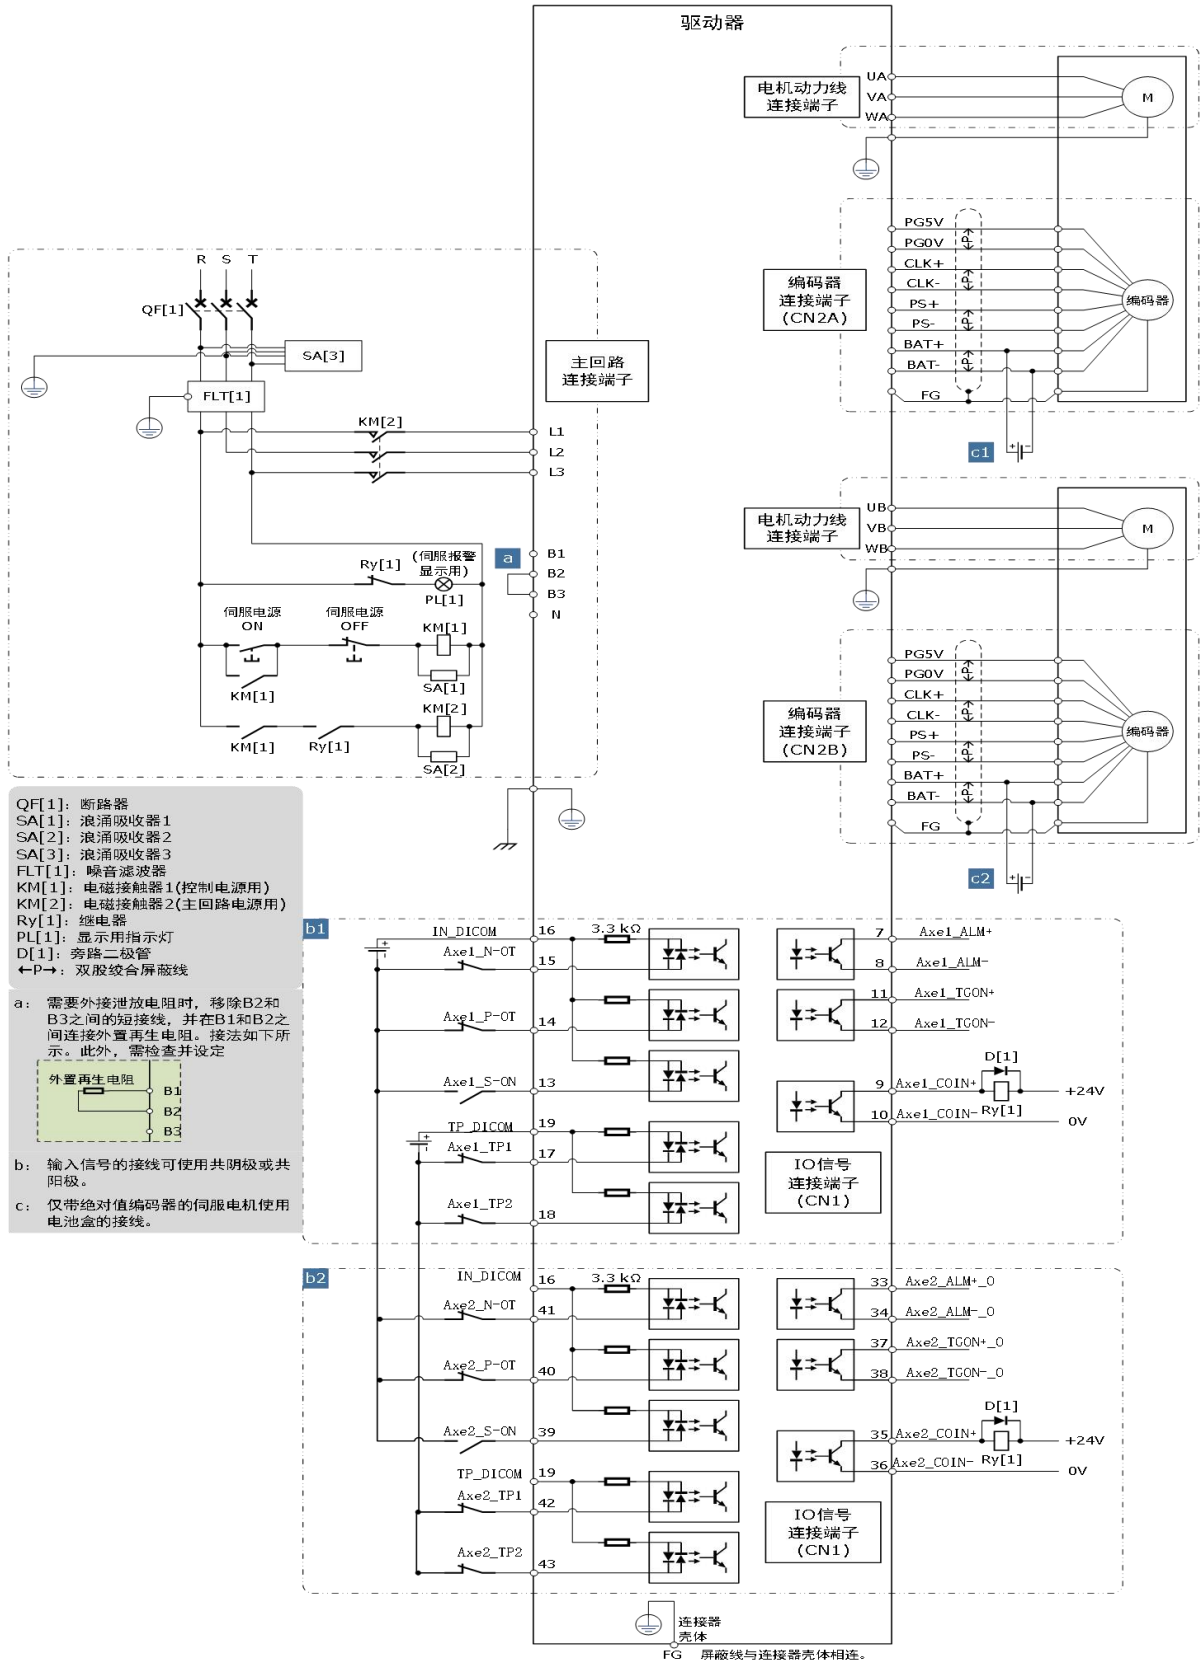 驱动器
电机动力线
连接端子
UA
VA
WA
M
编码器
连接端子
(CN2A)
PG5V
PG0V
CLK+
CLK-
PS+
PS-
BAT+
BAT-
FG
←P→
←P→
←P→
←P→
编码器
c1
+ -
R S T
QF[1]
SA[3]
FLT[1]
KM[2]
主回路
连接端子
L1
L2
L3
a
B1
B2
B3
N
Ry[1]
(伺服报警
显示用)
PL[1]
伺服电源
ON
伺服电源
OFF
KM[1]
KM[1]
SA[1]
KM[1]
Ry[1]
KM[2]
SA[2]
电机动力线
连接端子
UB
VB
WB
M
编码器
连接端子
(CN2B)
PG5V
PG0V
CLK+
CLK-
PS+
PS-
BAT+
BAT-
FG
←P→
←P→
←P→
←P→
编码器
c2
+ -
QF[1]：断路器
SA[1]：浪涌吸收器1
SA[2]：浪涌吸收器2
SA[3]：浪涌吸收器3
FLT[1]：噪音滤波器
KM[1]：电磁接触器1(控制电源用)
KM[2]：电磁接触器2(主回路电源用)
Ry[1]：继电器
PL[1]：显示用指示灯
D[1]：旁路二极管
←P→：双股绞合屏蔽线
a： 需要外接泄放电阻时，移除B2和
B3之间的短接线，并在B1和B2之
间连接外置再生电阻。接法如下所
示。此外，需检查并设定
外置再生电阻
B1
B2
B3
b： 输入信号的接线可使用共阴极或共
阳极。
c： 仅带绝对值编码器的伺服电机使用
电池盒的接线。
b1
IN_DICOM 16
3.3 kΩ
+ -
Axe1_N-OT 15
Axe1_P-OT 14
Axe1_S-ON 13
TP_DICOM 19
+ -
Axe1_TP1 17
Axe1_TP2 18
7 Axe1_ALM+
8 Axe1_ALM-
11 Axe1_TGON+
12 Axe1_TGON-
D[1]
9 Axe1_COIN+
+24V
10 Axe1_COIN-
Ry[1]
0V
IO信号
连接端子
(CN1)
b2
IN_DICOM 16
3.3 kΩ
Axe2_N-OT 41
Axe2_P-OT 40
Axe2_S-ON 39
TP_DICOM 19
Axe2_TP1 42
Axe2_TP2 43
33 Axe2_ALM+_O
34 Axe2_ALM-_O
37 Axe2_TGON+_O
38 Axe2_TGON-_O
D[1]
35 Axe2_COIN+
+24V
36 Axe2_COIN-
Ry[1]
0V
IO信号
连接端子
(CN1)
连接器
壳体
FG 屏蔽线与连接器壳体相连。